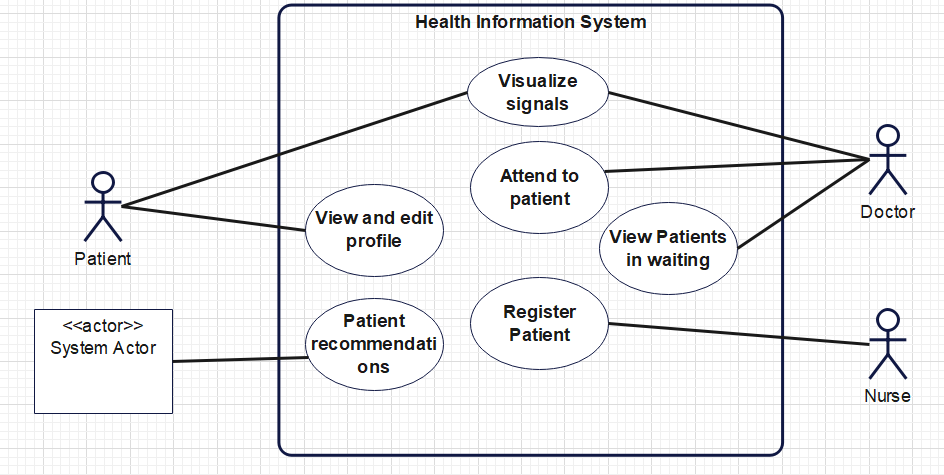 Health Information System
Visualize
signals
Attend to
patient
Doctor
View and edit
profile
View Patients
in waiting
Patient
<<actor>>
System Actor
Patient
recommendati
ons
Register
Patient
Nurse